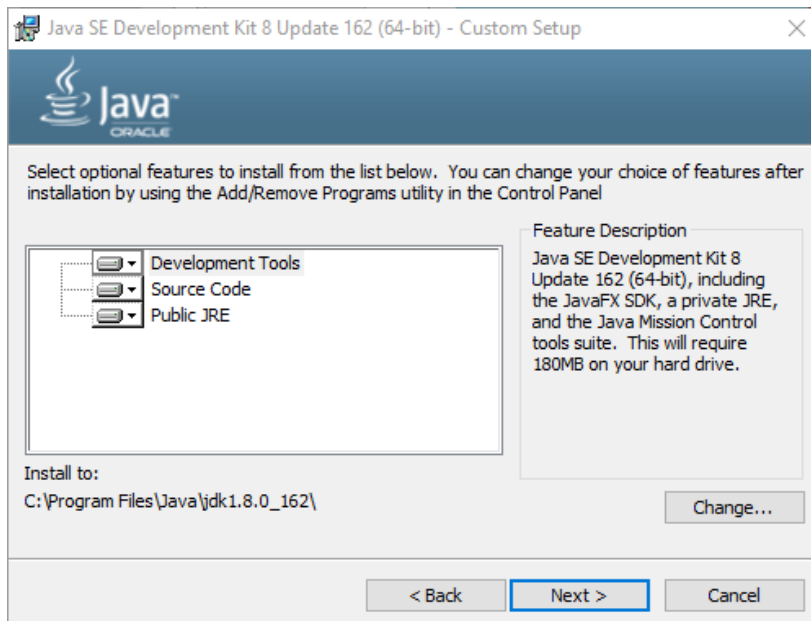 Java SE Development Kit 8 Update 162 (64-bit) - Custom Setup
Java
ORACLE
Select optional features to install from the list below.  You can change your choice of features after
installation by using the Add/Remove Programs utility in the Control Panel
Development Tools
Source Code
Public JRE
Feature Description
Java SE Development Kit 8
Update 162 (64-bit), including
the JavaFX SDK, a private JRE,
and the Java Mission Control
tools suite.  This will require
180MB on your hard drive.
Install to:
C:\Program Files\Java\jdk1.8.0_162\
Change...
< Back
Next >
Cancel